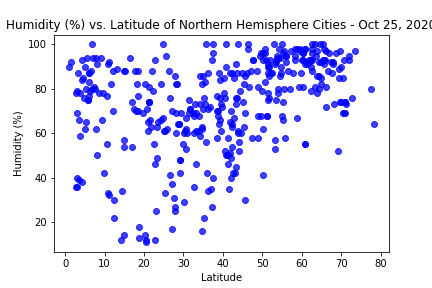 Humidity (%) vs. Latitude of Northern Hemisphere Cities - Oct 25, 2020
100
80
60
40
20
Humidity (%)
0 10 20 30 40 50 60 70 80
Latitude